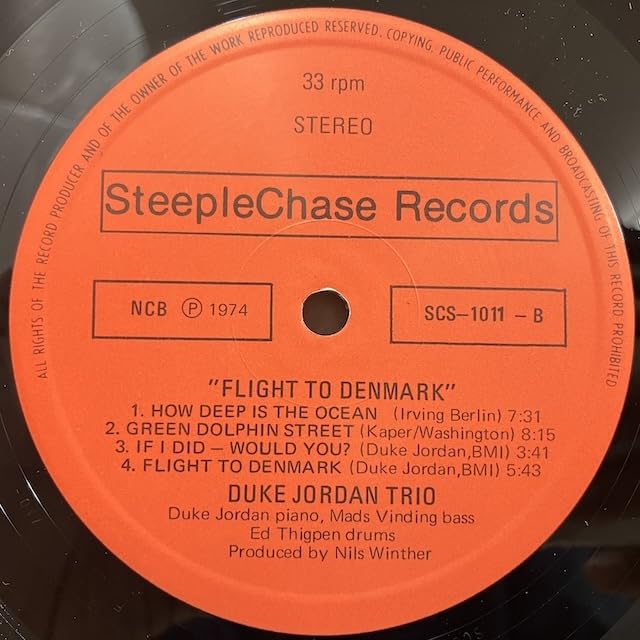 ALL RIGHTS OF THE RECORD PRODUCER AND OF THE OWNER OF THE WORK REPRODUCED RESERVED. COPYING, PUBLIC PERFORMANCE AND BROADCASTING OF THIS RECORD PROHIBITED
33 rpm
STEREO
SteepleChase Records
NCB Ⓟ 1974
SCS-1011 - B
"FLIGHT TO DENMARK"
1. HOW DEEP IS THE OCEAN (Irving Berlin) 7:31
2. GREEN DOLPHIN STREET (Kaper/Washington) 8:15
3. IF I DID – WOULD YOU? (Duke Jordan,BMI) 3:41
4. FLIGHT TO DENMARK (Duke Jordan,BMI) 5:43
DUKE JORDAN TRIO
Duke Jordan piano, Mads Vinding bass
Ed Thigpen drums
Produced by Nils Winther